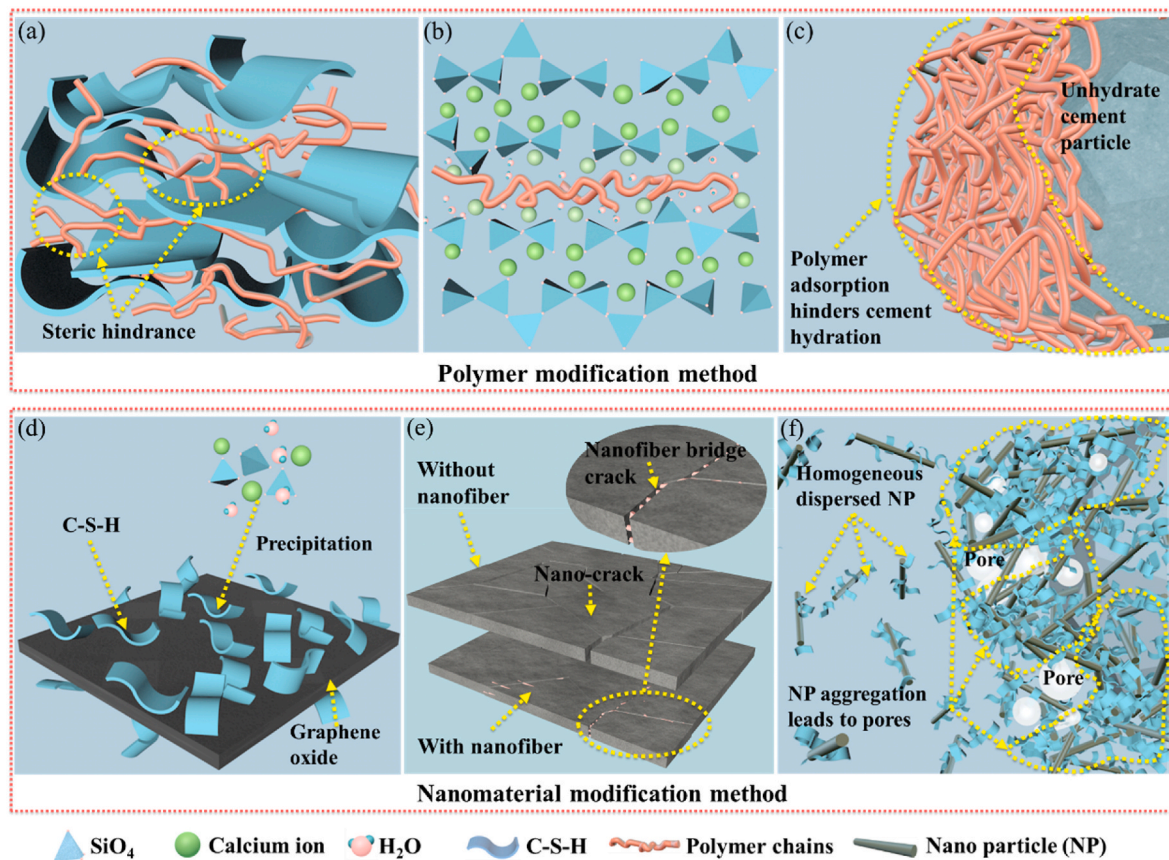 (a)
Steric hindrance
(b)
(c)
Unhydrate
cement
particle
Polymer
adsorption
hinders cement
hydration
Polymer modification method
(d)
C-S-H
Precipitation
Graphene
oxide
(e)
Without
nanofiber
Nanofiber bridge
crack
Nano-crack
With nanofiber
(f)
Homogeneous
dispersed NP
Pore
Pore
NP aggregation
leads to pores
Nanomaterial modification method
SiO₄ Calcium ion H₂O C-S-H Polymer chains Nano particle (NP)